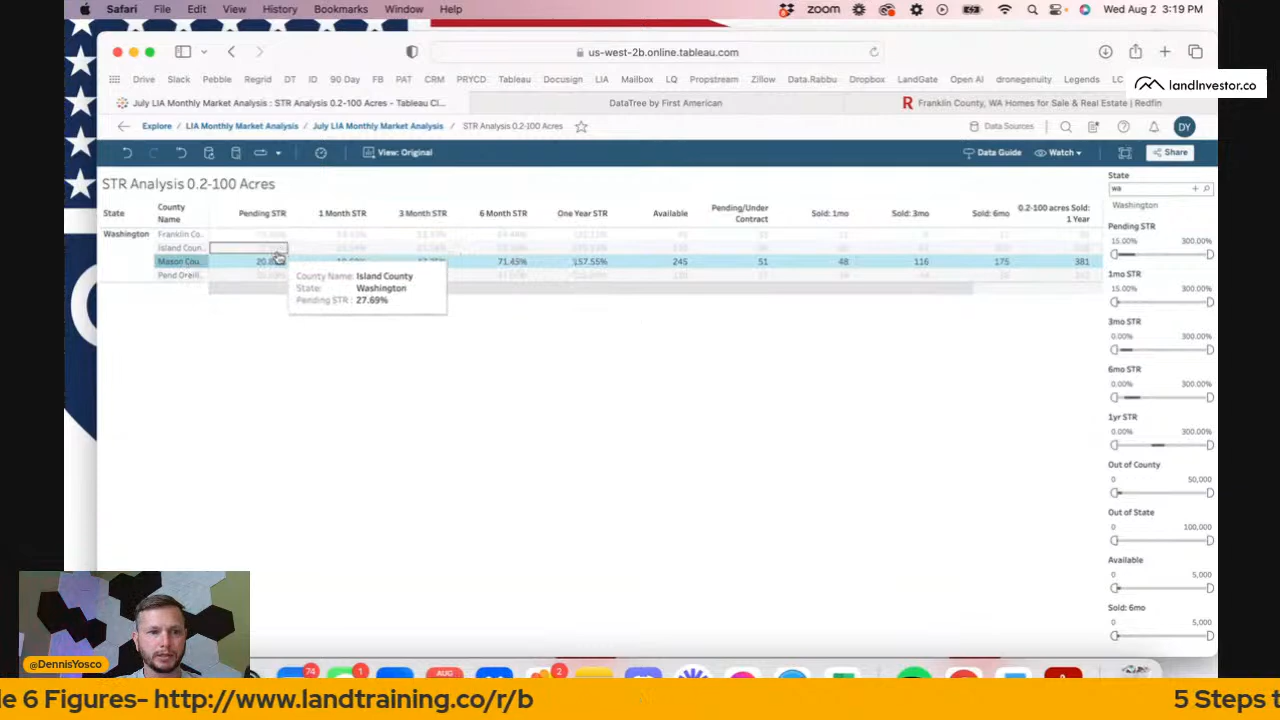 Safari File Edit View History Bookmarks Window Help
zoom Wed Aug 2 3:19 PM
us-west-2b.online.tableau.com
Drive Slack Pebble Regrid DT ID 90 Day FB PAT CRM PRYCD Tableau Docusign LIA Mailbox LQ Propstream Zillow Data.Rabbu Dropbox LandGate Open AI dronegenuity Legends LC
landInvestor.co
July LIA Monthly Market Analysis : STR Analysis 0.2-100 Acres - Tableau Cl... DataTree by First American Franklin County, WA Homes for Sale & Real Estate | Redfin
Explore / LIA Monthly Market Analysis / July LIA Monthly Market Analysis / STR Analysis 0.2-100 Acres Data Sources DY
View: Original Data Guide Watch Share
STR Analysis 0.2-100 Acres
State County Name Pending STR 1 Month STR 3 Month STR 6 Month STR One Year STR Available Pending/Under Contract Sold: 1mo Sold: 3mo Sold: 6mo 0.2-100 acres Sold: 1 Year
Washington Franklin Co..
Island Coun..
Mason Cou.. 71.45% 157.55% 245 51 48 116 175 381
Pend Oreill..
County Name: Island County
State: Washington
Pending STR : 27.69%
State
wa
Washington
Pending STR
15.00% 300.00%
1mo STR
15.00% 300.00%
3mo STR
0.00% 300.00%
6mo STR
0.00% 300.00%
1yr STR
0.00% 300.00%
Out of County
0 50,000
Out of State
0 100,000
Available
0 5,000
Sold: 6mo
0 5,000
@DennisYosco
74 1 AUG 2
le 6 Figures- http://www.landtraining.co/r/b 5 Steps t